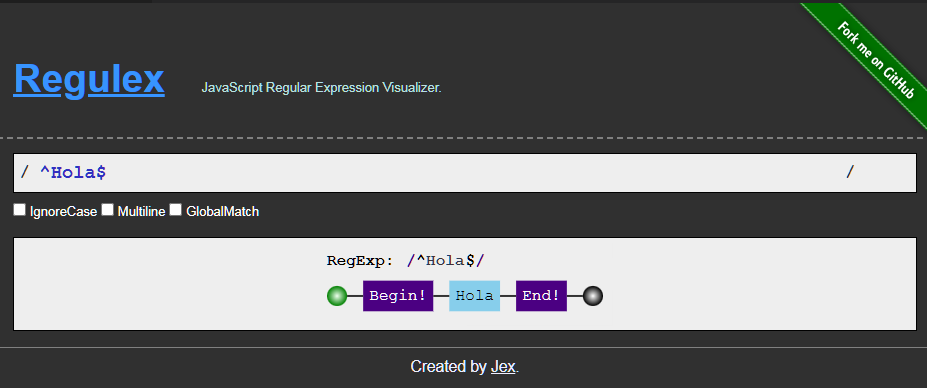 Fork me on GitHub
Regulex JavaScript Regular Expression Visualizer.
/ ^Hola$ /
IgnoreCase Multiline GlobalMatch
RegExp: /^Hola$/
Begin! Hola End!
Created by Jex.